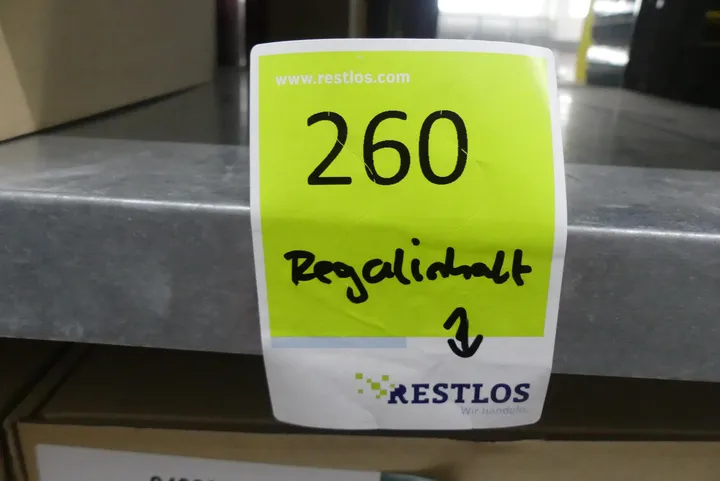 www.restlos.com
260
Regalinhalt
RESTLOS
Wir handeln.